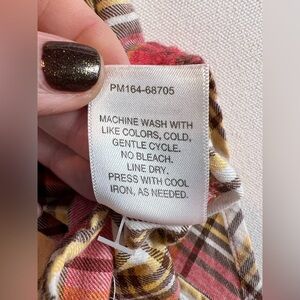 PM164-68705
MACHINE WASH WITH
LIKE COLORS, COLD,
GENTLE CYCLE.
NO BLEACH.
LINE DRY.
PRESS WITH COOL
IRON, AS NEEDED.